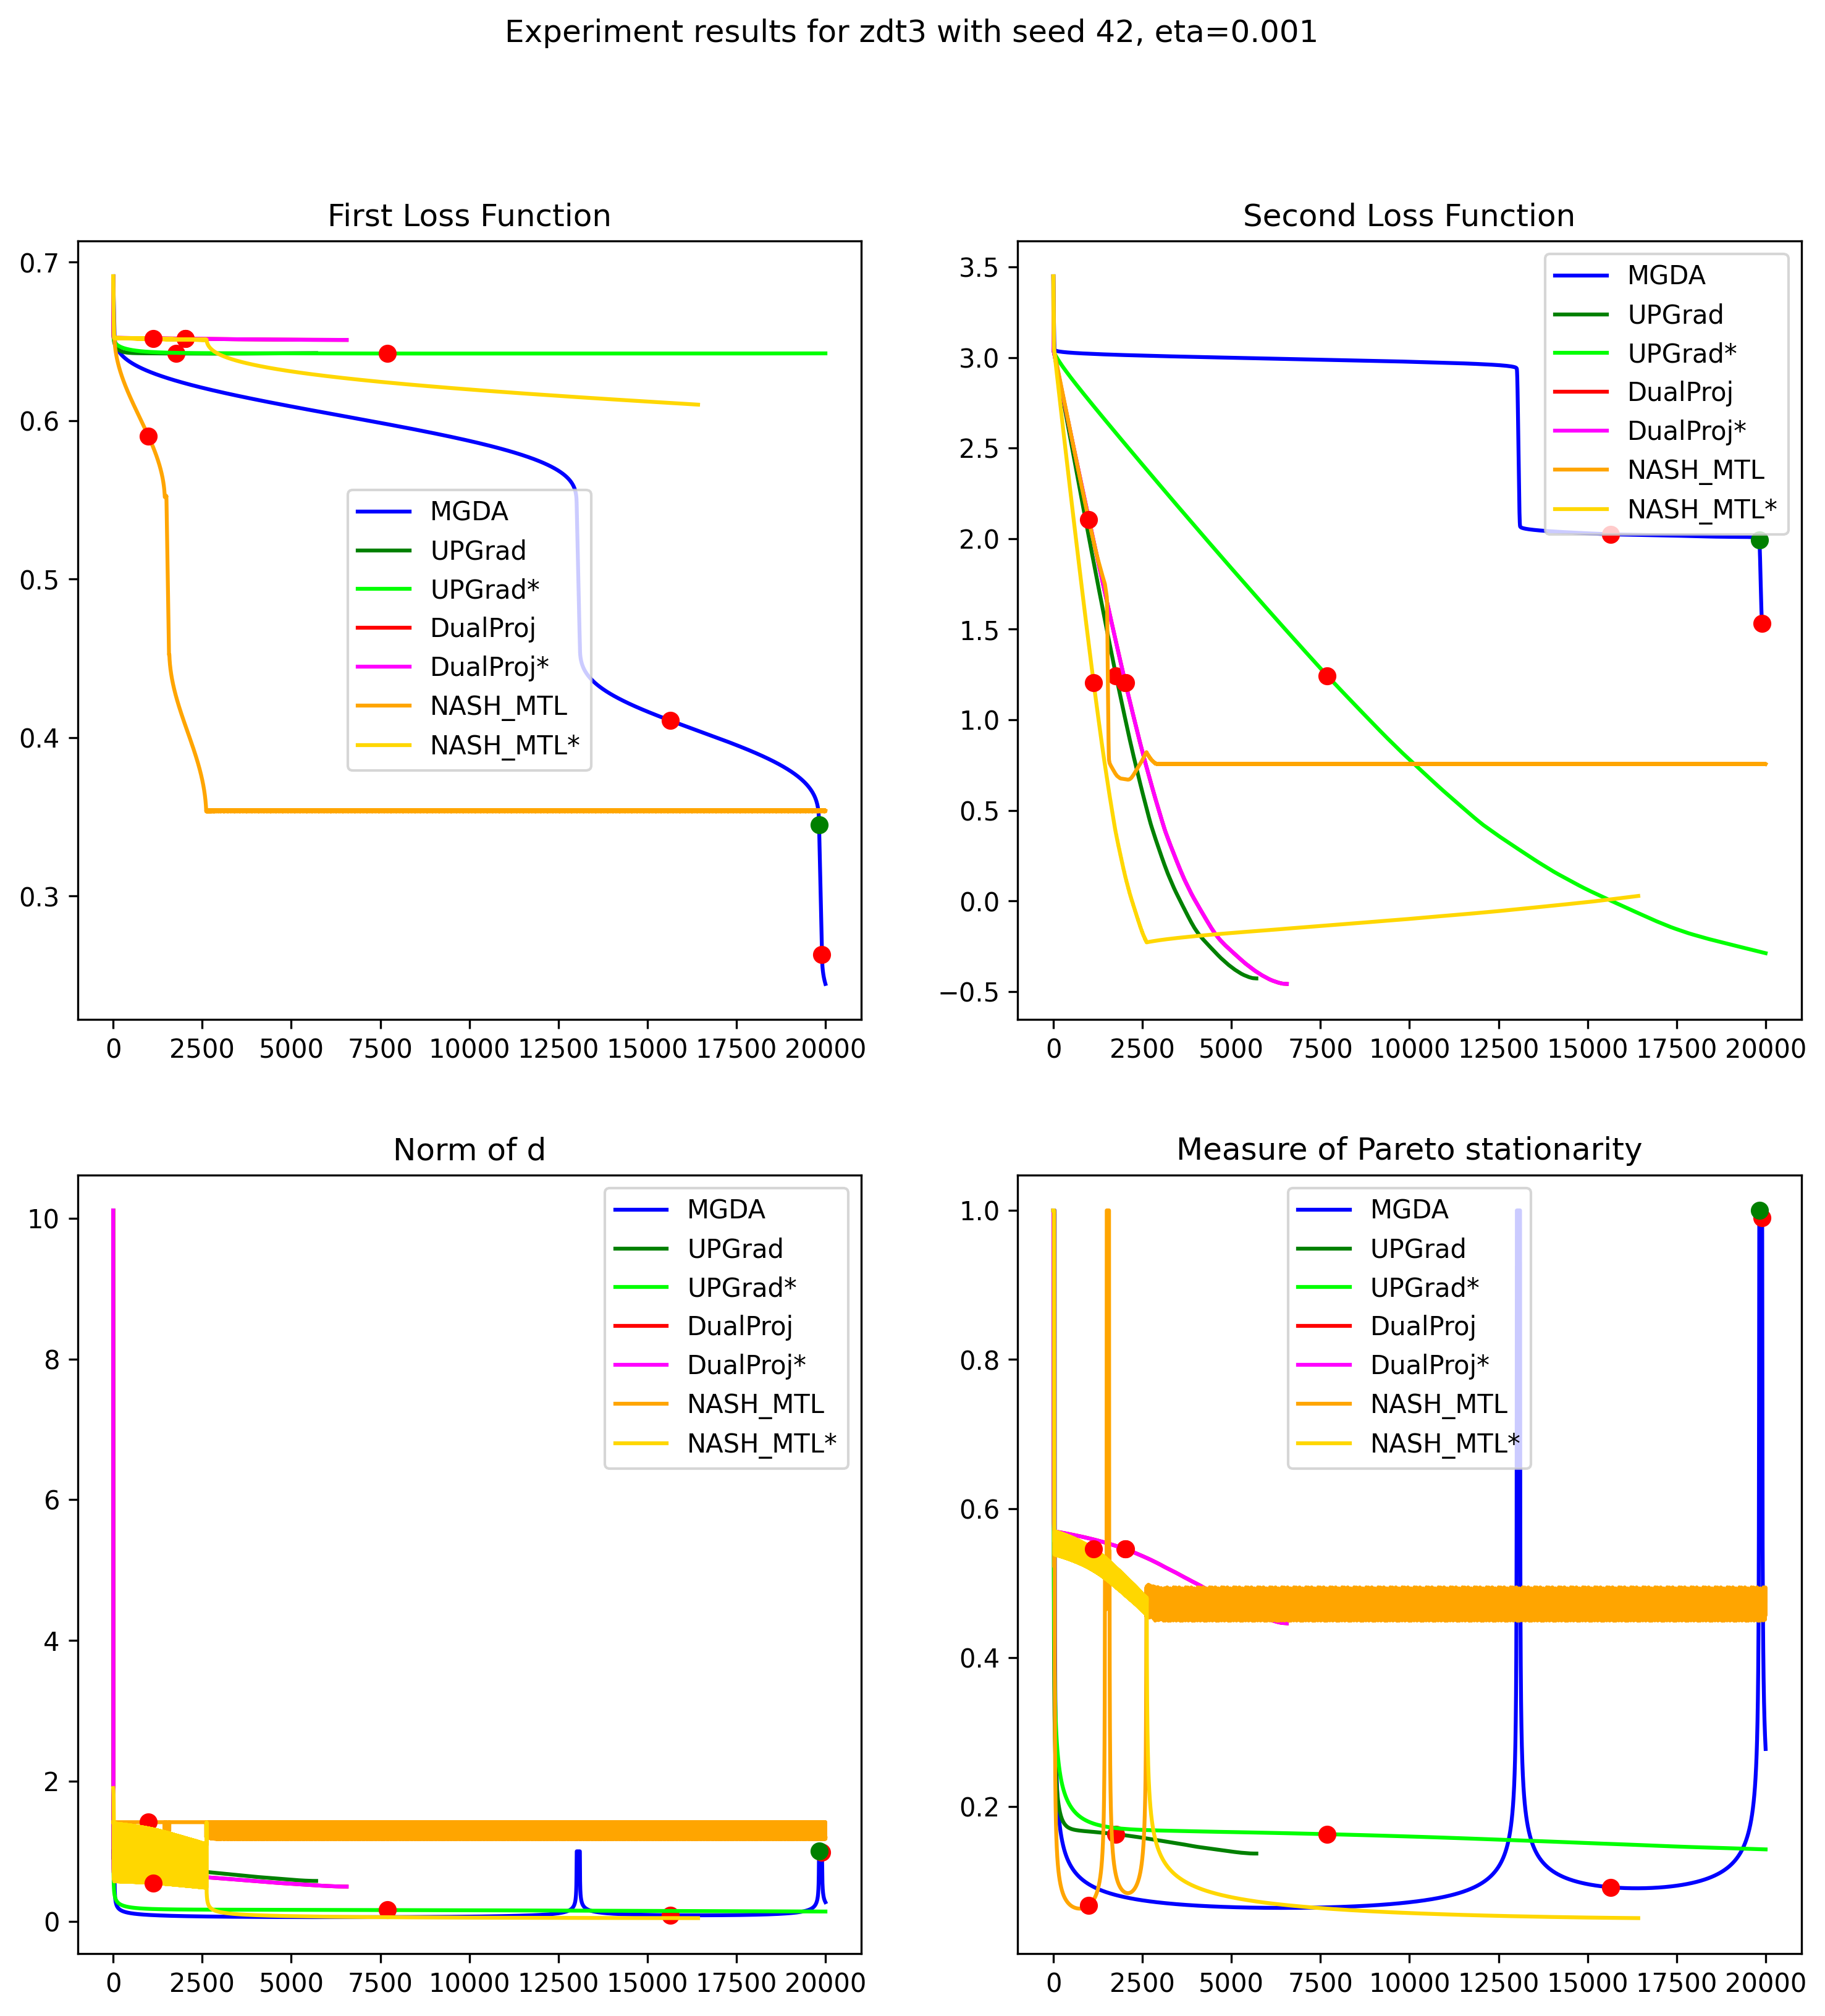 Experiment results for zdt3 with seed 42, eta=0.001
First Loss Function
0.7
0.6
0.5
0.4
0.3
MGDA
UPGrad
UPGrad*
DualProj
DualProj*
NASH_MTL
NASH_MTL*
0 2500 5000 7500 10000 12500 15000 17500 20000
Second Loss Function
3.5
3.0
2.5
2.0
1.5
1.0
0.5
0.0
−0.5
MGDA
UPGrad
UPGrad*
DualProj
DualProj*
NASH_MTL
NASH_MTL*
0 2500 5000 7500 10000 12500 15000 17500 20000
Norm of d
10
8
6
4
2
0
MGDA
UPGrad
UPGrad*
DualProj
DualProj*
NASH_MTL
NASH_MTL*
0 2500 5000 7500 10000 12500 15000 17500 20000
Measure of Pareto stationarity
1.0
0.8
0.6
0.4
0.2
MGDA
UPGrad
UPGrad*
DualProj
DualProj*
NASH_MTL
NASH_MTL*
0 2500 5000 7500 10000 12500 15000 17500 20000